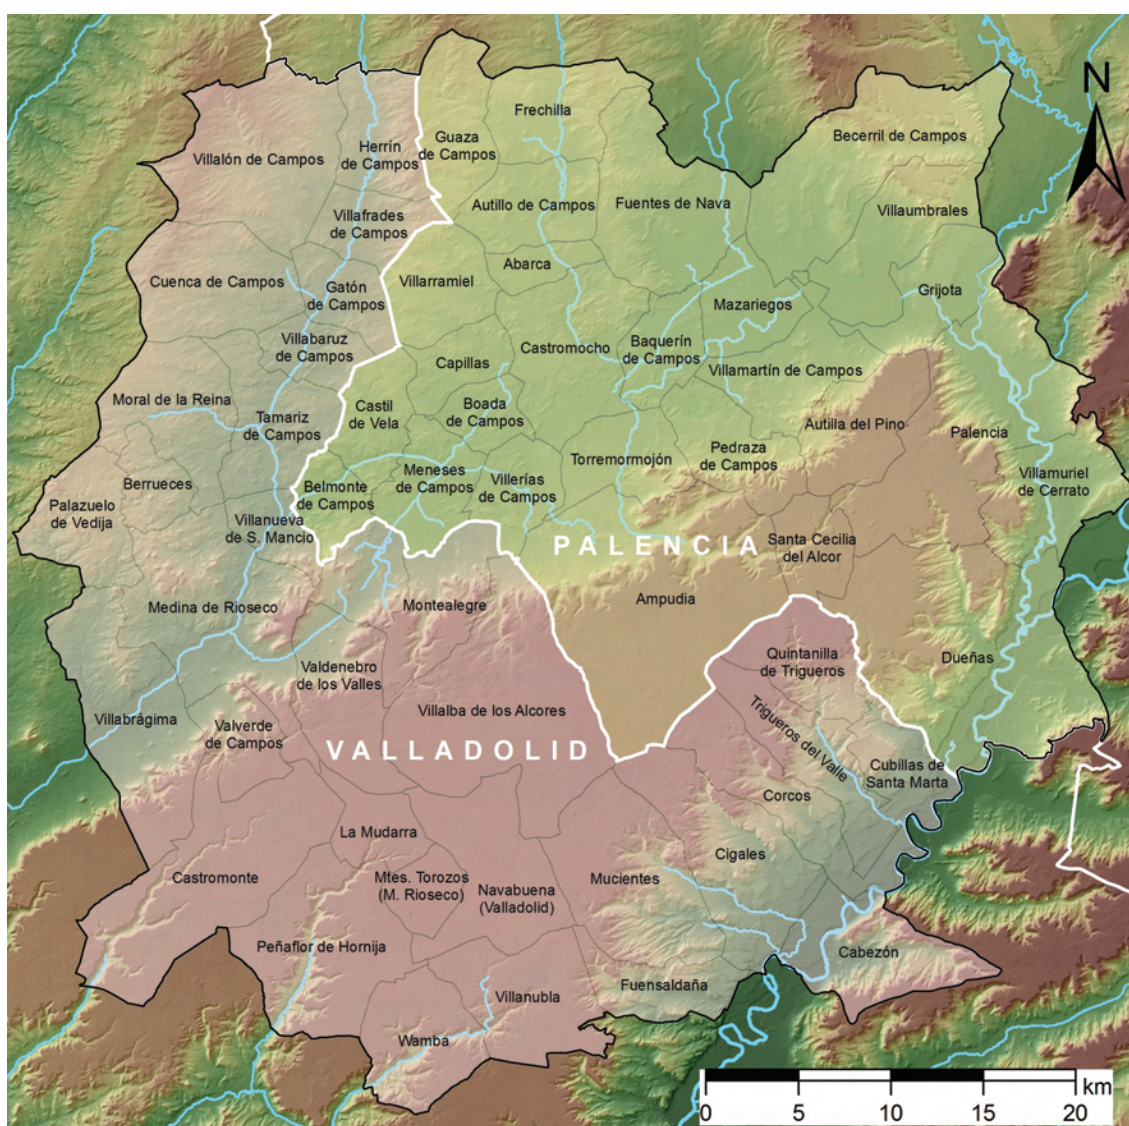 N
Frechilla
Becerril de Campos
Guaza
de Campos
Herrín
de Campos
Villalón de Campos
Villafrades
de Campos
Autillo de Campos
Fuentes de Nava
Villaumbrales
Abarca
Cuenca de Campos
Gatón
de Campos
Villarramiel
Mazariegos
Grijota
Villabaruz
de Campos
Castromocho
Baquerín
de Campos
Capillas
Villamartín de Campos
Moral de la Reina
Tamariz
de Campos
Castil
de Vela
Boada
de Campos
Autilla del Pino
Palencia
Pedraza
de Campos
Torremormojón
Berrueces
Meneses
de Campos
Villerías
de Campos
Belmonte
de Campos
Villamuriel
de Cerrato
Palazuelo
de Vedija
Villanueva
de S. Mancio
PALENCIA
Santa Cecilia
del Alcor
Medina de Rioseco
Montealegre
Ampudia
Quintanilla
de Trigueros
Dueñas
Valdenebro
de los Valles
Villabrágima
Valverde
de Campos
Villalba de los Alcores
Trigueros del Valle
VALLADOLID
Cubillas de
Santa Marta
Corcos
La Mudarra
Cigales
Castromonte
Mtes. Torozos
(M. Rioseco)
Navabuena
(Valladolid)
Mucientes
Peñaflor de Hornija
Cabezón
Fuensaldaña
Villanubla
Wamba
km
0 5 10 15 20